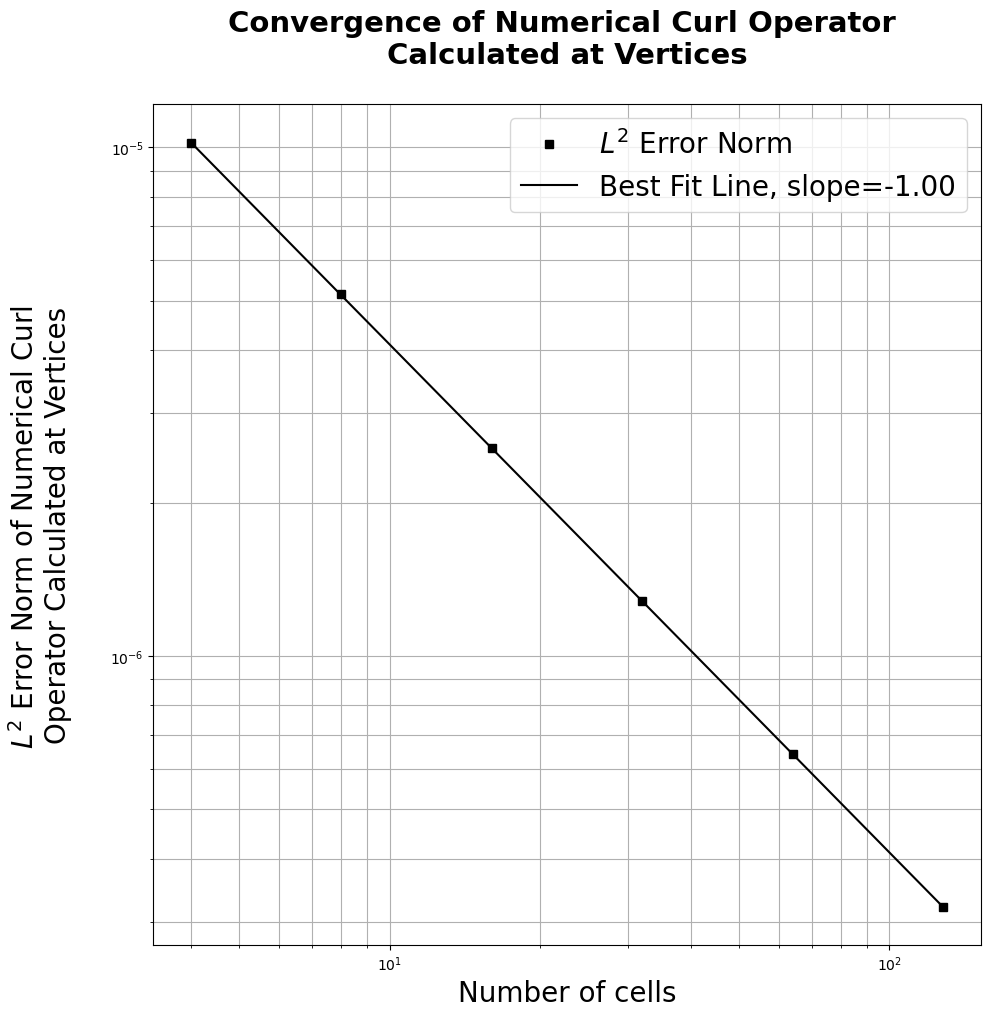 Convergence of Numerical Curl Operator
Calculated at Vertices
L² Error Norm
Best Fit Line, slope=-1.00
L² Error Norm of Numerical Curl
Operator Calculated at Vertices
10⁻⁵
10⁻⁶
10¹
10²
Number of cells